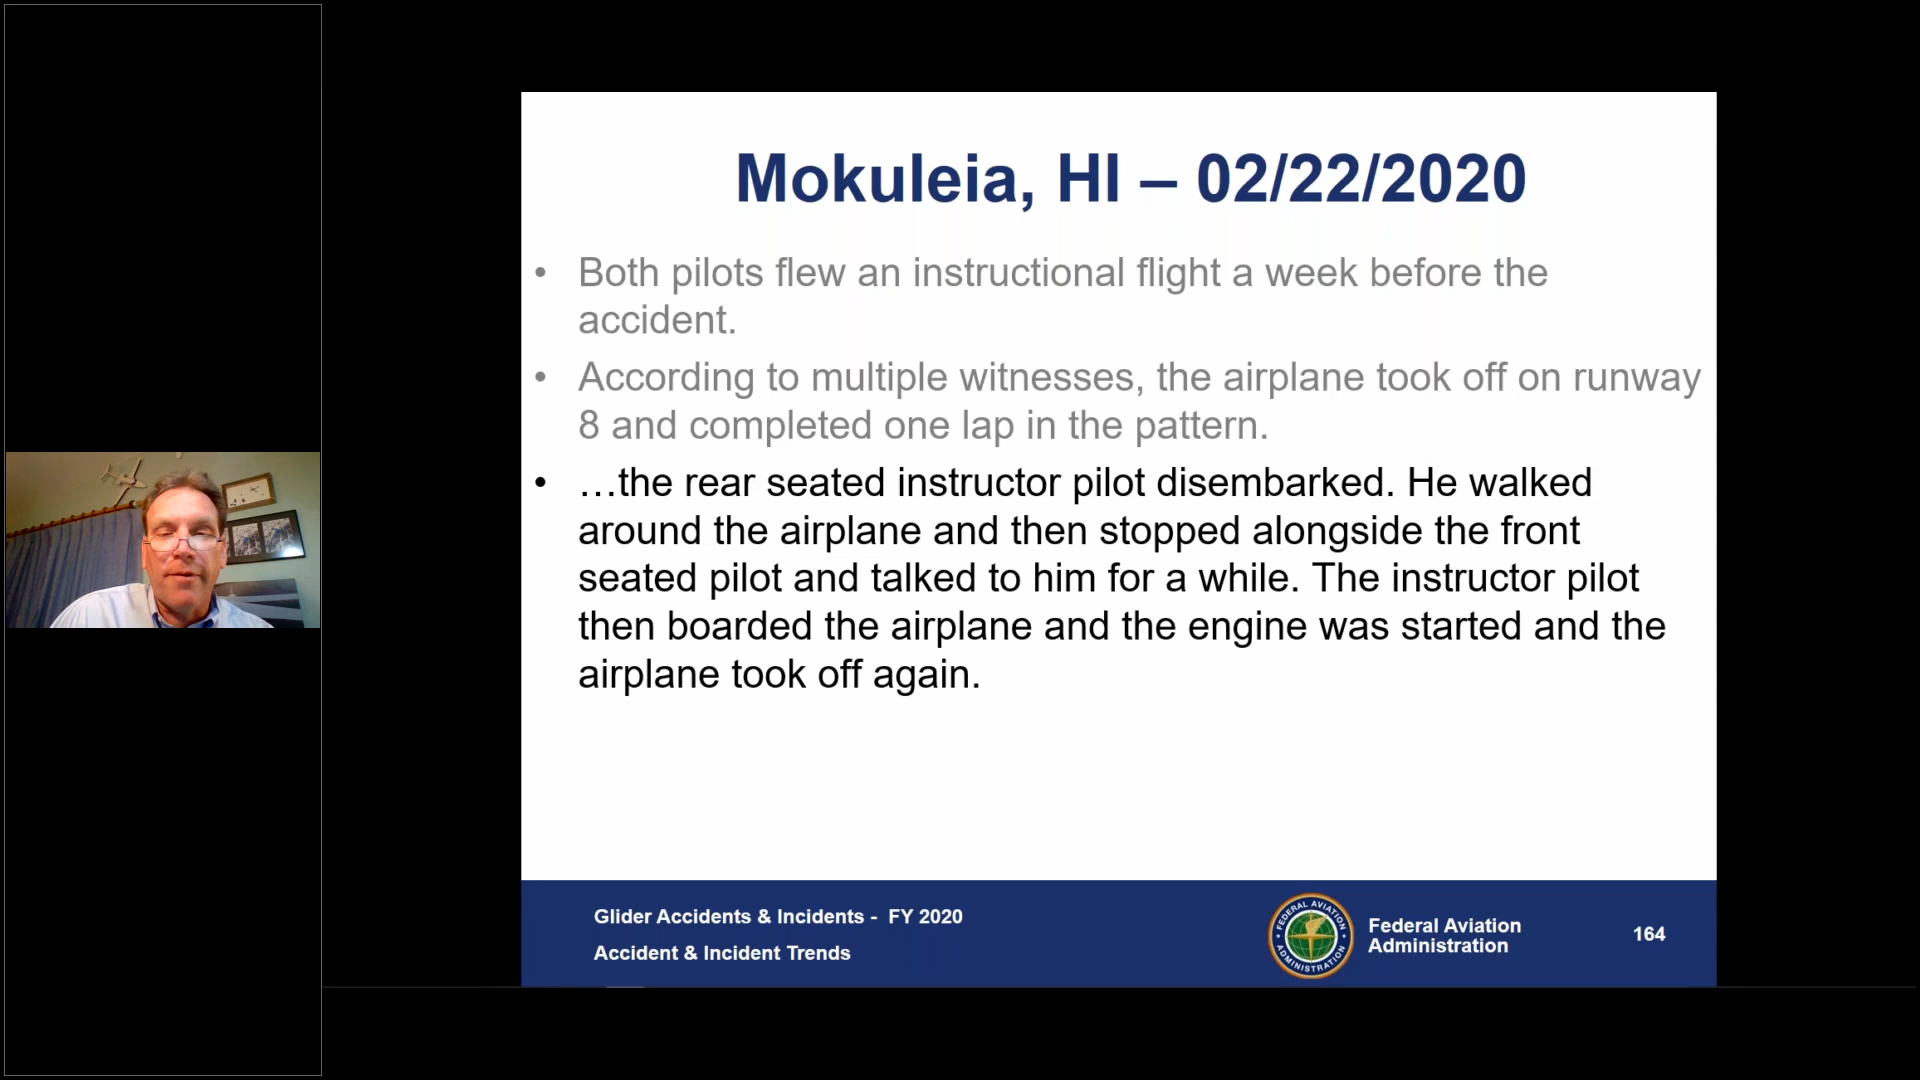 Mokuleia, HI – 02/22/2020
• Both pilots flew an instructional flight a week before the
accident.
• According to multiple witnesses, the airplane took off on runway
8 and completed one lap in the pattern.
• …the rear seated instructor pilot disembarked. He walked
around the airplane and then stopped alongside the front
seated pilot and talked to him for a while. The instructor pilot
then boarded the airplane and the engine was started and the
airplane took off again.
Glider Accidents & Incidents - FY 2020
Accident & Incident Trends
FEDERAL AVIATION
ADMINISTRATION
Federal Aviation
Administration
164